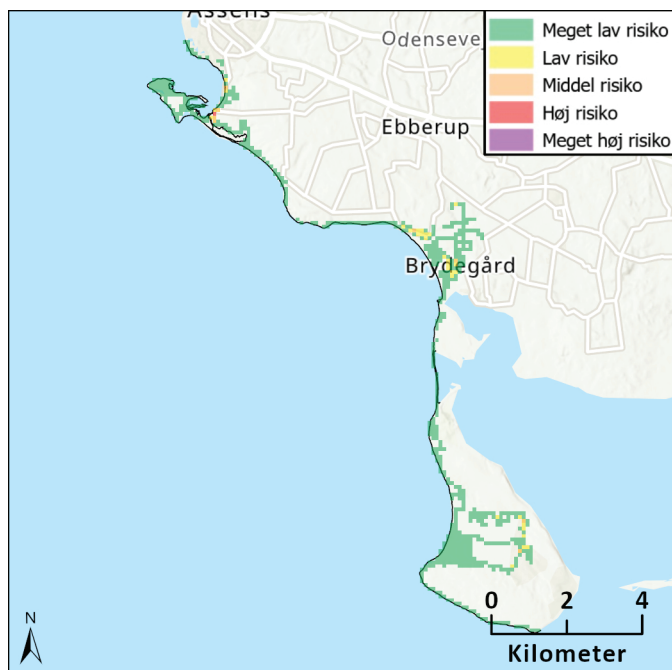 Assens
Odensevej
Ebberup
Brydegård
Meget lav risiko
Lav risiko
Middel risiko
Høj risiko
Meget høj risiko
N
0 2 4
Kilometer